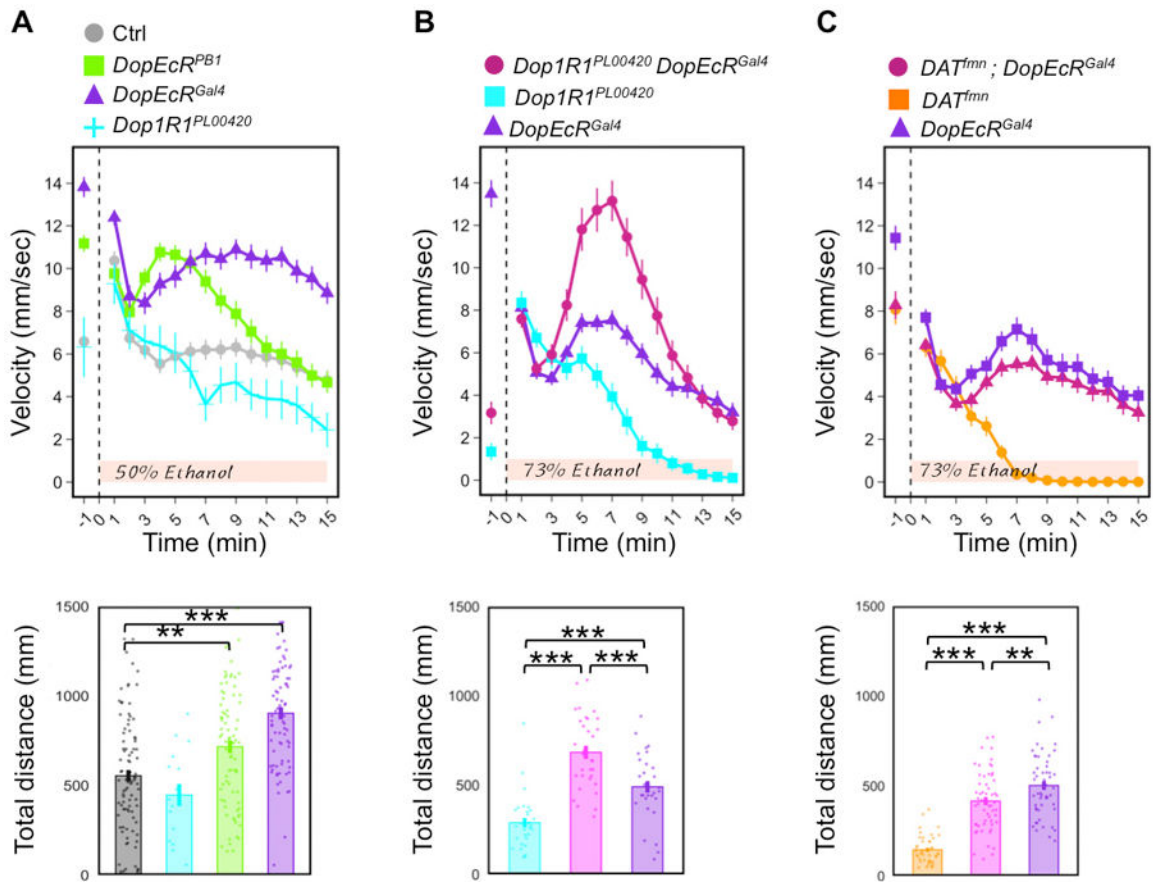 A
Ctrl
DopEcR^PB1
DopEcR^Gal4
Dop1R1^PL00420
Velocity (mm/sec)
14
12
10
8
6
4
2
0
50% Ethanol
-1 0 1 3 5 7 9 11 13 15
Time (min)
Total distance (mm)
1500
1000
500
0
***
**
B
Dop1R1^PL00420 DopEcR^Gal4
Dop1R1^PL00420
DopEcR^Gal4
Velocity (mm/sec)
14
12
10
8
6
4
2
0
73% Ethanol
-1 0 1 3 5 7 9 11 13 15
Time (min)
Total distance (mm)
1500
1000
500
0
***
*** ***
C
DAT^fmn ; DopEcR^Gal4
DAT^fmn
DopEcR^Gal4
Velocity (mm/sec)
14
12
10
8
6
4
2
0
73% Ethanol
-1 0 1 3 5 7 9 11 13 15
Time (min)
Total distance (mm)
1500
1000
500
0
***
*** **